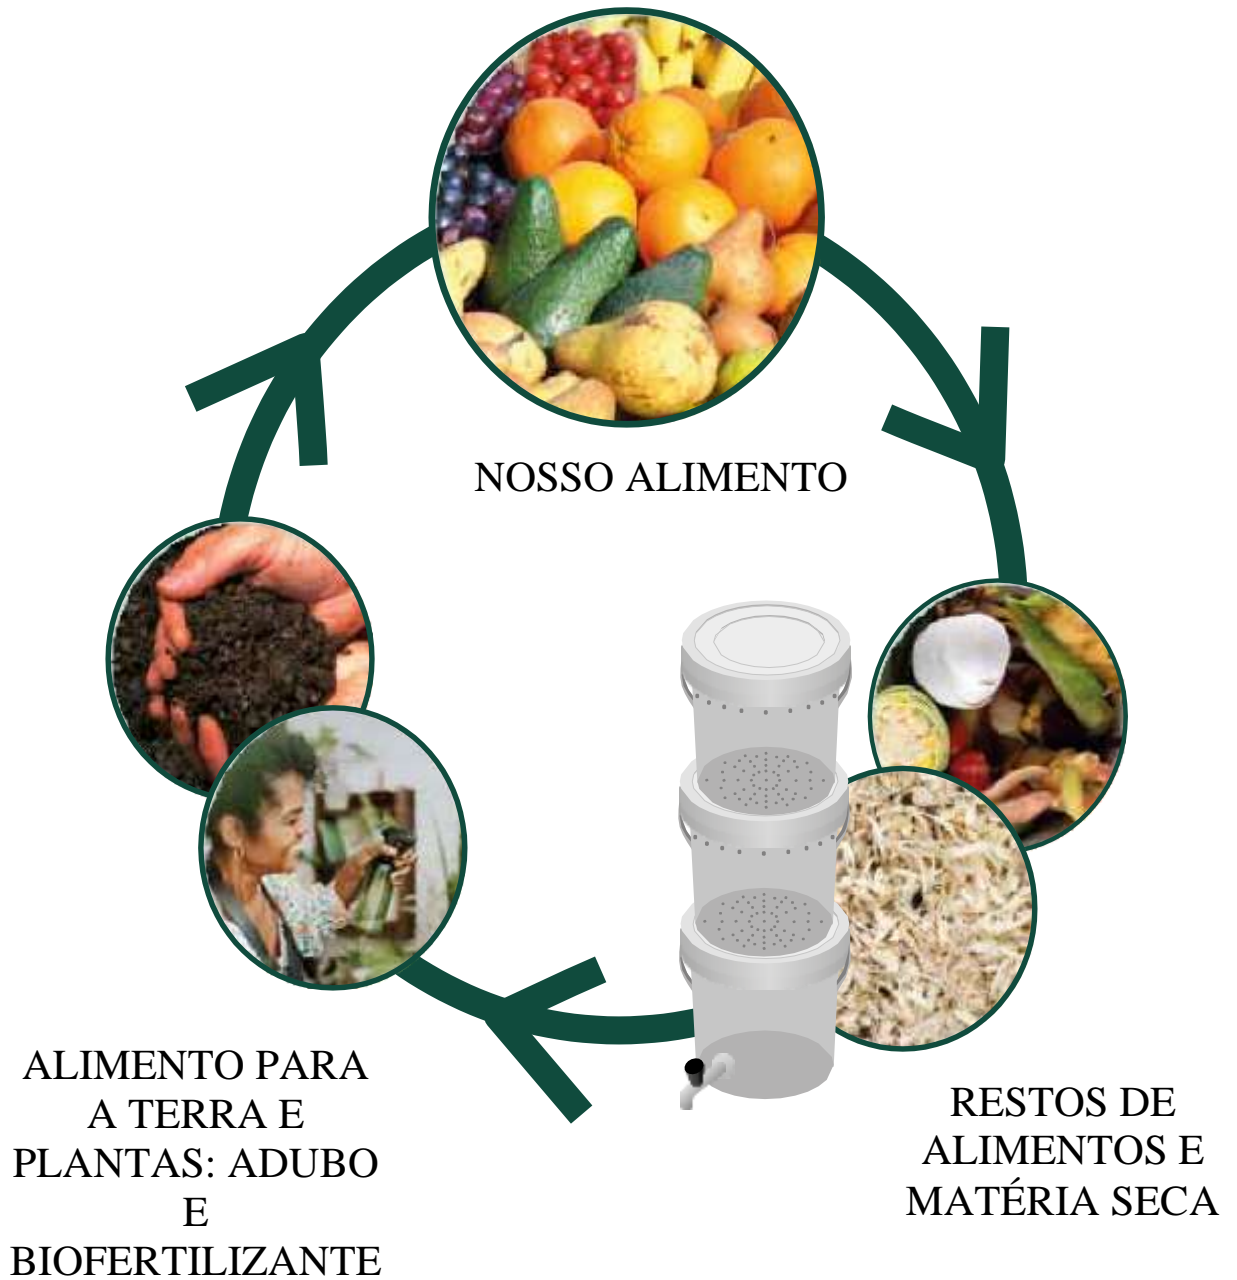 NOSSO ALIMENTO
ALIMENTO PARA
A TERRA E
PLANTAS: ADUBO
E
BIOFERTILIZANTE
RESTOS DE
ALIMENTOS E
MATÉRIA SECA